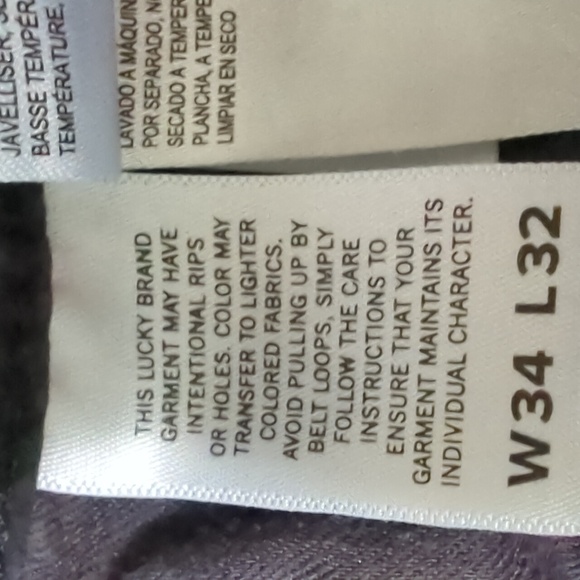 JAVELLISER,
BASSE TEMPÉR
TEMPÉRATURE.
LAVADO A MÁQUIN
POR SEPARADO, N
SECADO A TEMPER
PLANCHA, A TEMPE
LIMPIAR EN SECO
THIS LUCKY BRAND
GARMENT MAY HAVE
INTENTIONAL RIPS
OR HOLES. COLOR MAY
TRANSFER TO LIGHTER
COLORED FABRICS.
AVOID PULLING UP BY
BELT LOOPS, SIMPLY
FOLLOW THE CARE
INSTRUCTIONS TO
ENSURE THAT YOUR
GARMENT MAINTAINS ITS
INDIVIDUAL CHARACTER.
W34 L32